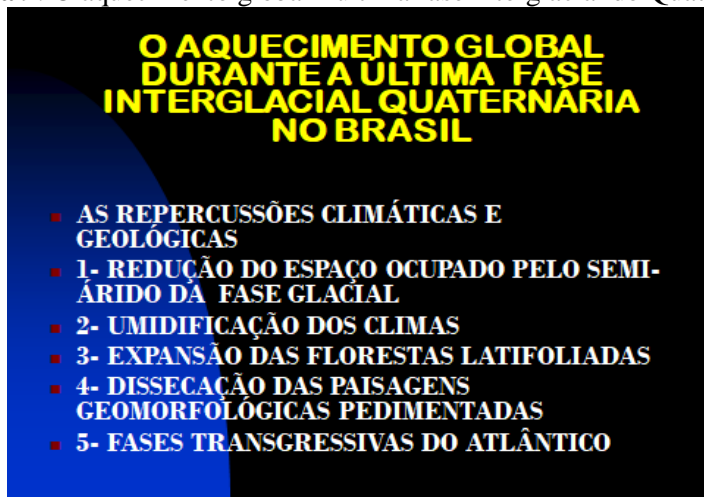 O AQUECIMENTO GLOBAL
DURANTE A ÚLTIMA FASE
INTERGLACIAL QUATERNÁRIA
NO BRASIL
AS REPERCUSSÕES CLIMÁTICAS E
GEOLÓGICAS
1- REDUÇÃO DO ESPAÇO OCUPADO PELO SEMI-
ÁRIDO DA FASE GLACIAL
2- UMIDIFICAÇÃO DOS CLIMAS
3- EXPANSÃO DAS FLORESTAS LATIFOLIADAS
4- DISSECAÇÃO DAS PAISAGENS
GEOMORFOLÓGICAS PEDIMENTADAS
5- FASES TRANSGRESSIVAS DO ATLÂNTICO